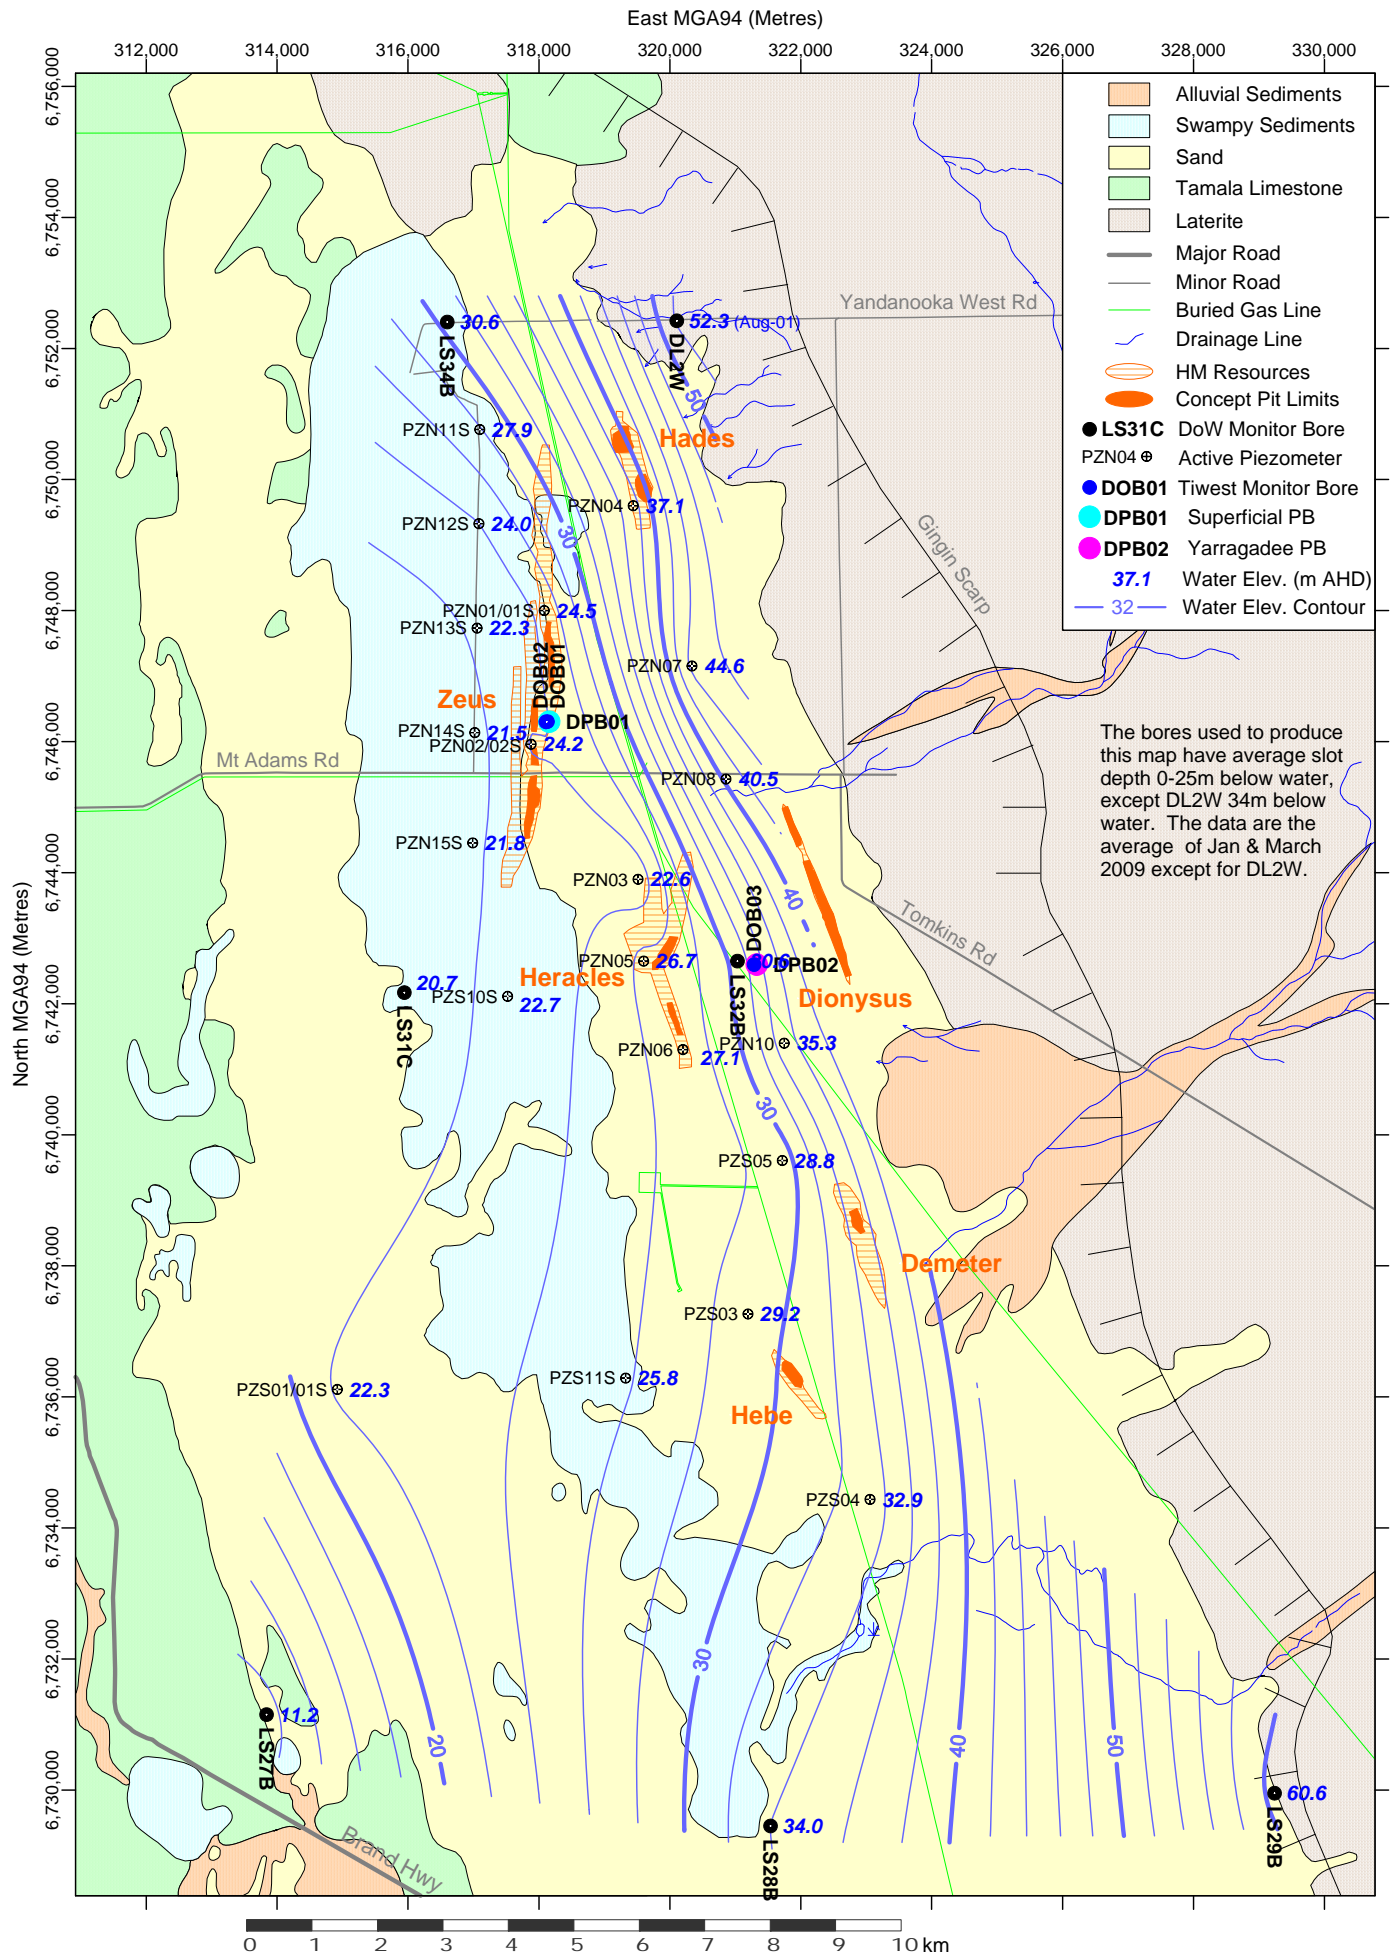 East MGA94 (Metres)
312,000 314,000 316,000 318,000 320,000 322,000 324,000 326,000 328,000 330,000
North MGA94 (Metres)
6,756,000
6,754,000
6,752,000
6,750,000
6,748,000
6,746,000
6,744,000
6,742,000
6,740,000
6,738,000
6,736,000
6,734,000
6,732,000
6,730,000
Alluvial Sediments
Swampy Sediments
Sand
Tamala Limestone
Laterite
Major Road
Minor Road
Buried Gas Line
Drainage Line
HM Resources
Concept Pit Limits
LS31C DoW Monitor Bore
PZN04 Active Piezometer
DOB01 Tiwest Monitor Bore
DPB01 Superficial PB
DPB02 Yarragadee PB
37.1 Water Elev. (m AHD)
32 Water Elev. Contour
The bores used to produce
this map have average slot
depth 0-25m below water,
except DL2W 34m below
water. The data are the
average of Jan & March
2009 except for DL2W.
Yandanooka West Rd
LS34B 30.6
DL2W 52.3 (Aug-01)
50
PZN11S 27.9
Hades
PZN04 37.1
PZN12S 24.0
30
Gingin Scarp
PZN01/01S 24.5
PZN13S 22.3
DOB02
DOB01
PZN07 44.6
Zeus
DPB01
PZN14S 21.5
PZN02/02S 24.2
Mt Adams Rd
PZN08 40.5
PZN15S 21.8
PZN03 22.6
40
DOB03
Tomkins Rd
PZN05 26.7
DPB02
Heracles
LS32B
Dionysus
20.7
LS31C
PZS10S 22.7
PZN06 27.1
PZN10 35.3
30
PZS05 28.8
Demeter
PZS03 29.2
PZS11S 25.8
PZS01/01S 22.3
Hebe
PZS04 32.9
30
LS27B 11.2
20
40
50
LS28B 34.0
LS29B 60.6
Brand Hwy
0 1 2 3 4 5 6 7 8 9 10 km